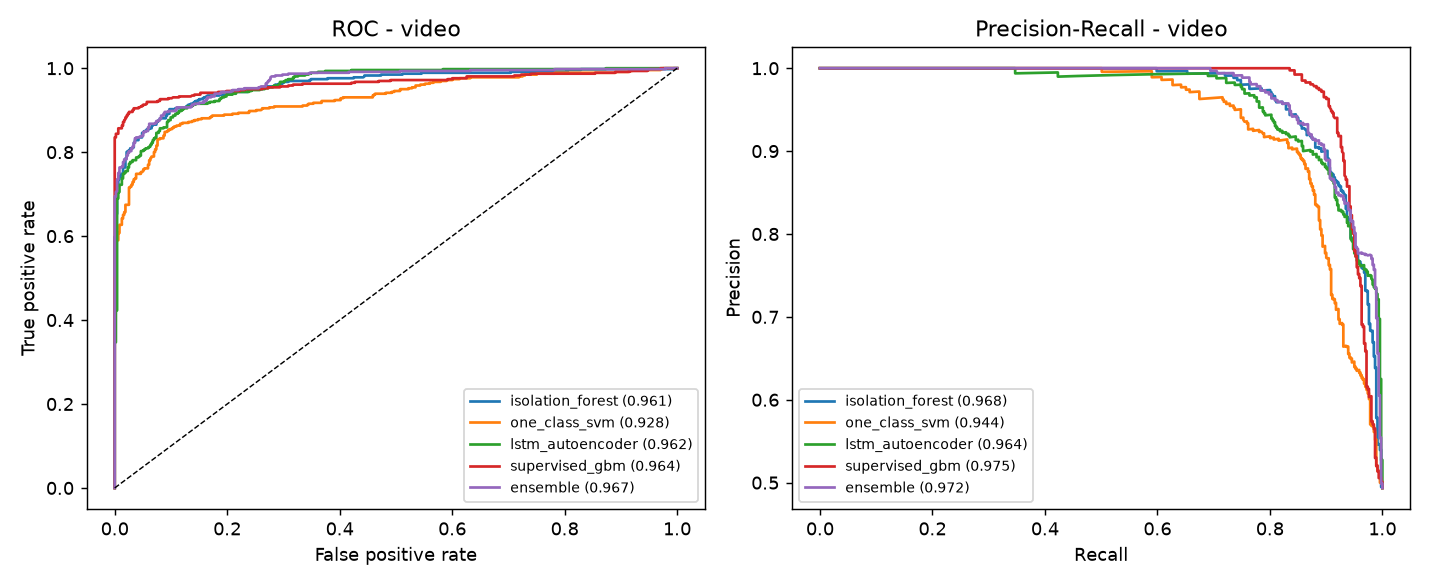 ROC - video
True positive rate
1.0
0.8
0.6
0.4
0.2
0.0
isolation_forest (0.961)
one_class_svm (0.928)
lstm_autoencoder (0.962)
supervised_gbm (0.964)
ensemble (0.967)
0.0 0.2 0.4 0.6 0.8 1.0
False positive rate
Precision-Recall - video
Precision
1.0
0.9
0.8
0.7
0.6
0.5
isolation_forest (0.968)
one_class_svm (0.944)
lstm_autoencoder (0.964)
supervised_gbm (0.975)
ensemble (0.972)
0.0 0.2 0.4 0.6 0.8 1.0
Recall